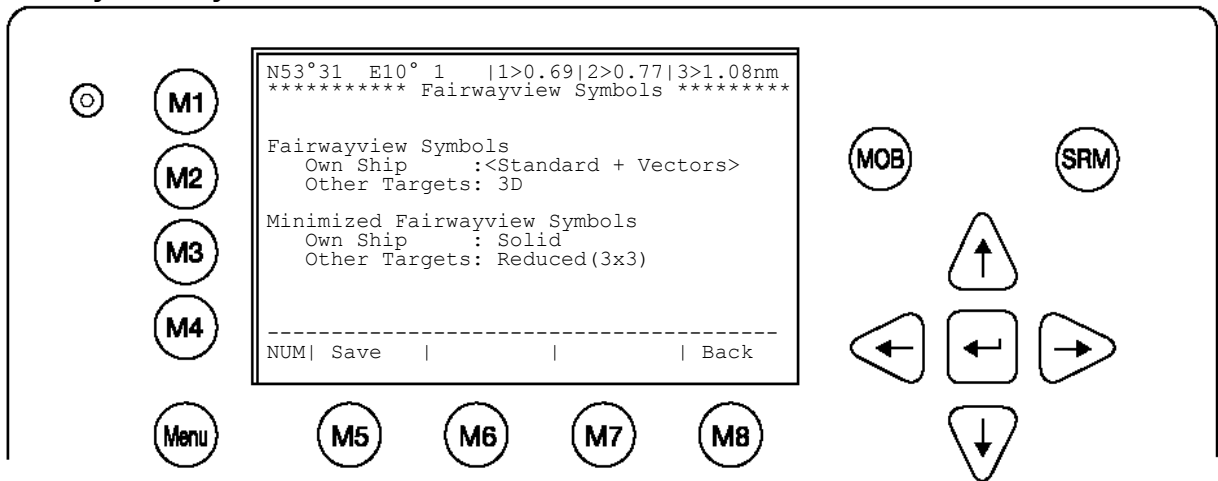 N53°31 E10° 1 |1>0.69|2>0.77|3>1.08nm
*********** Fairwayview Symbols *********
Fairwayview Symbols
Own Ship :<Standard + Vectors>
Other Targets: 3D
Minimized Fairwayview Symbols
Own Ship : Solid
Other Targets: Reduced(3x3)
-----------------------------------------
NUM| Save | | | Back
M1
M2
M3
M4
Menu
M5
M6
M7
M8
MOB
SRM